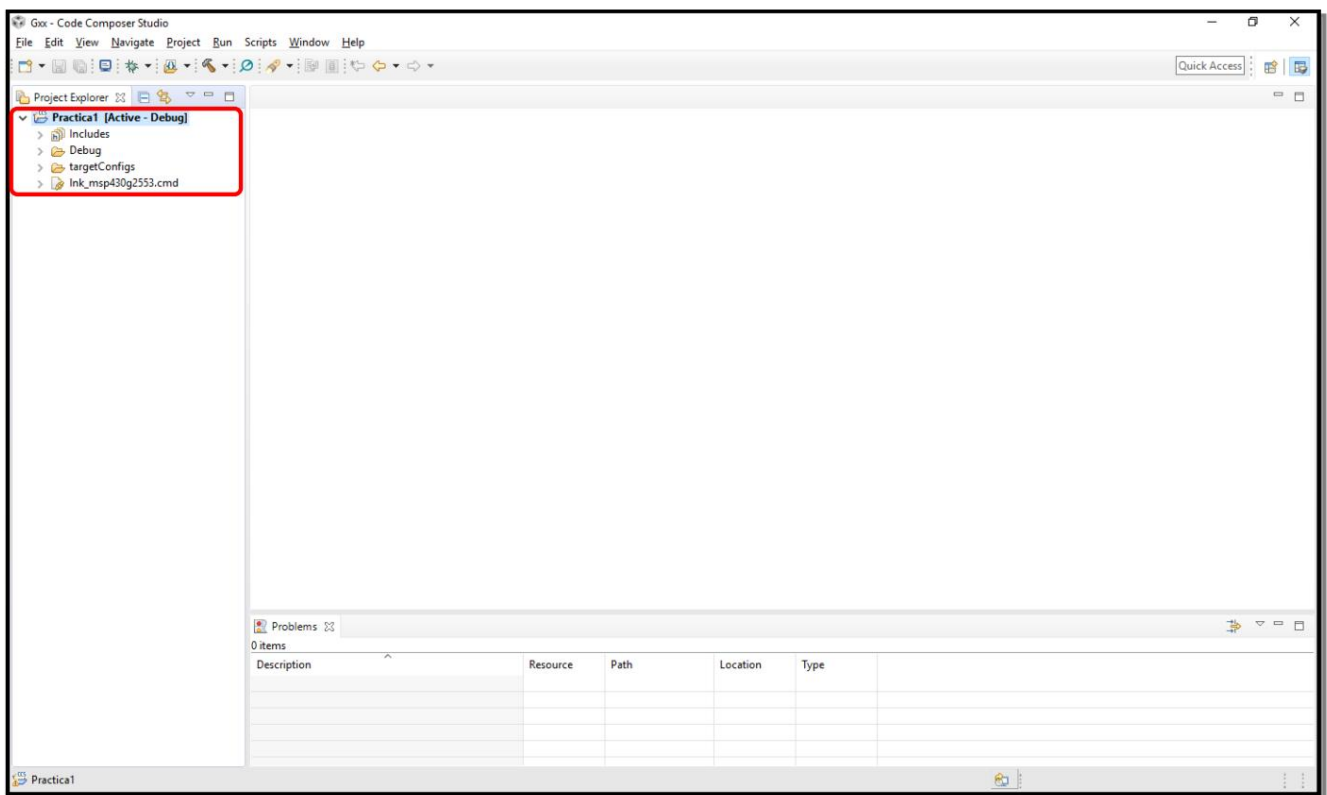 Gxx - Code Composer Studio
File Edit View Navigate Project Run Scripts Window Help
Quick Access
Project Explorer
Practica1 [Active - Debug]
Includes
Debug
targetConfigs
lnk_msp430g2553.cmd
Problems
0 items
Description Resource Path Location Type
Practica1